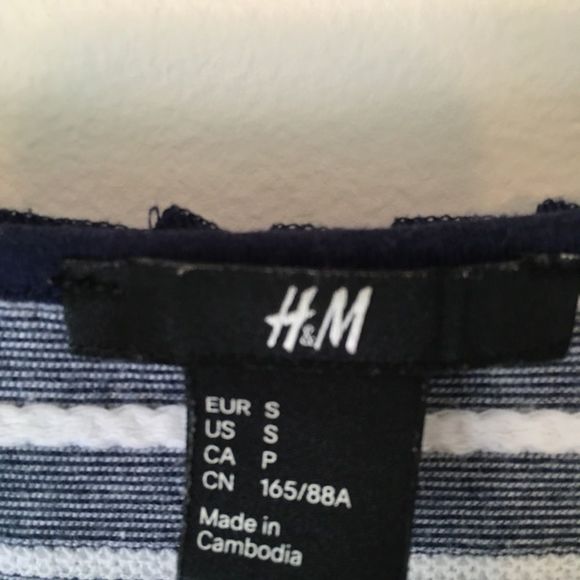 H&M
EUR S
US S
CA P
CN 165/88A
Made in
Cambodia